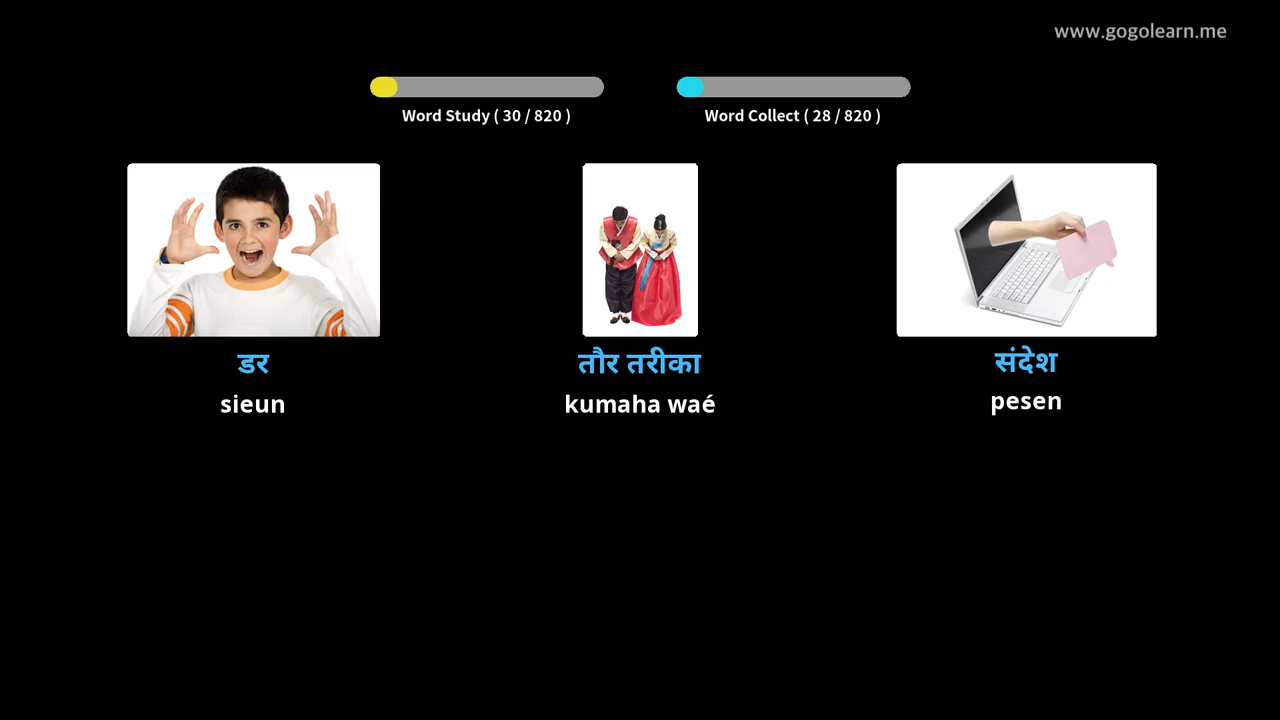 www.gogolearn.me
Word Study ( 30 / 820 )
Word Collect ( 28 / 820 )
डर
sieun
तौर तरीका
kumaha waé
संदेश
pesen